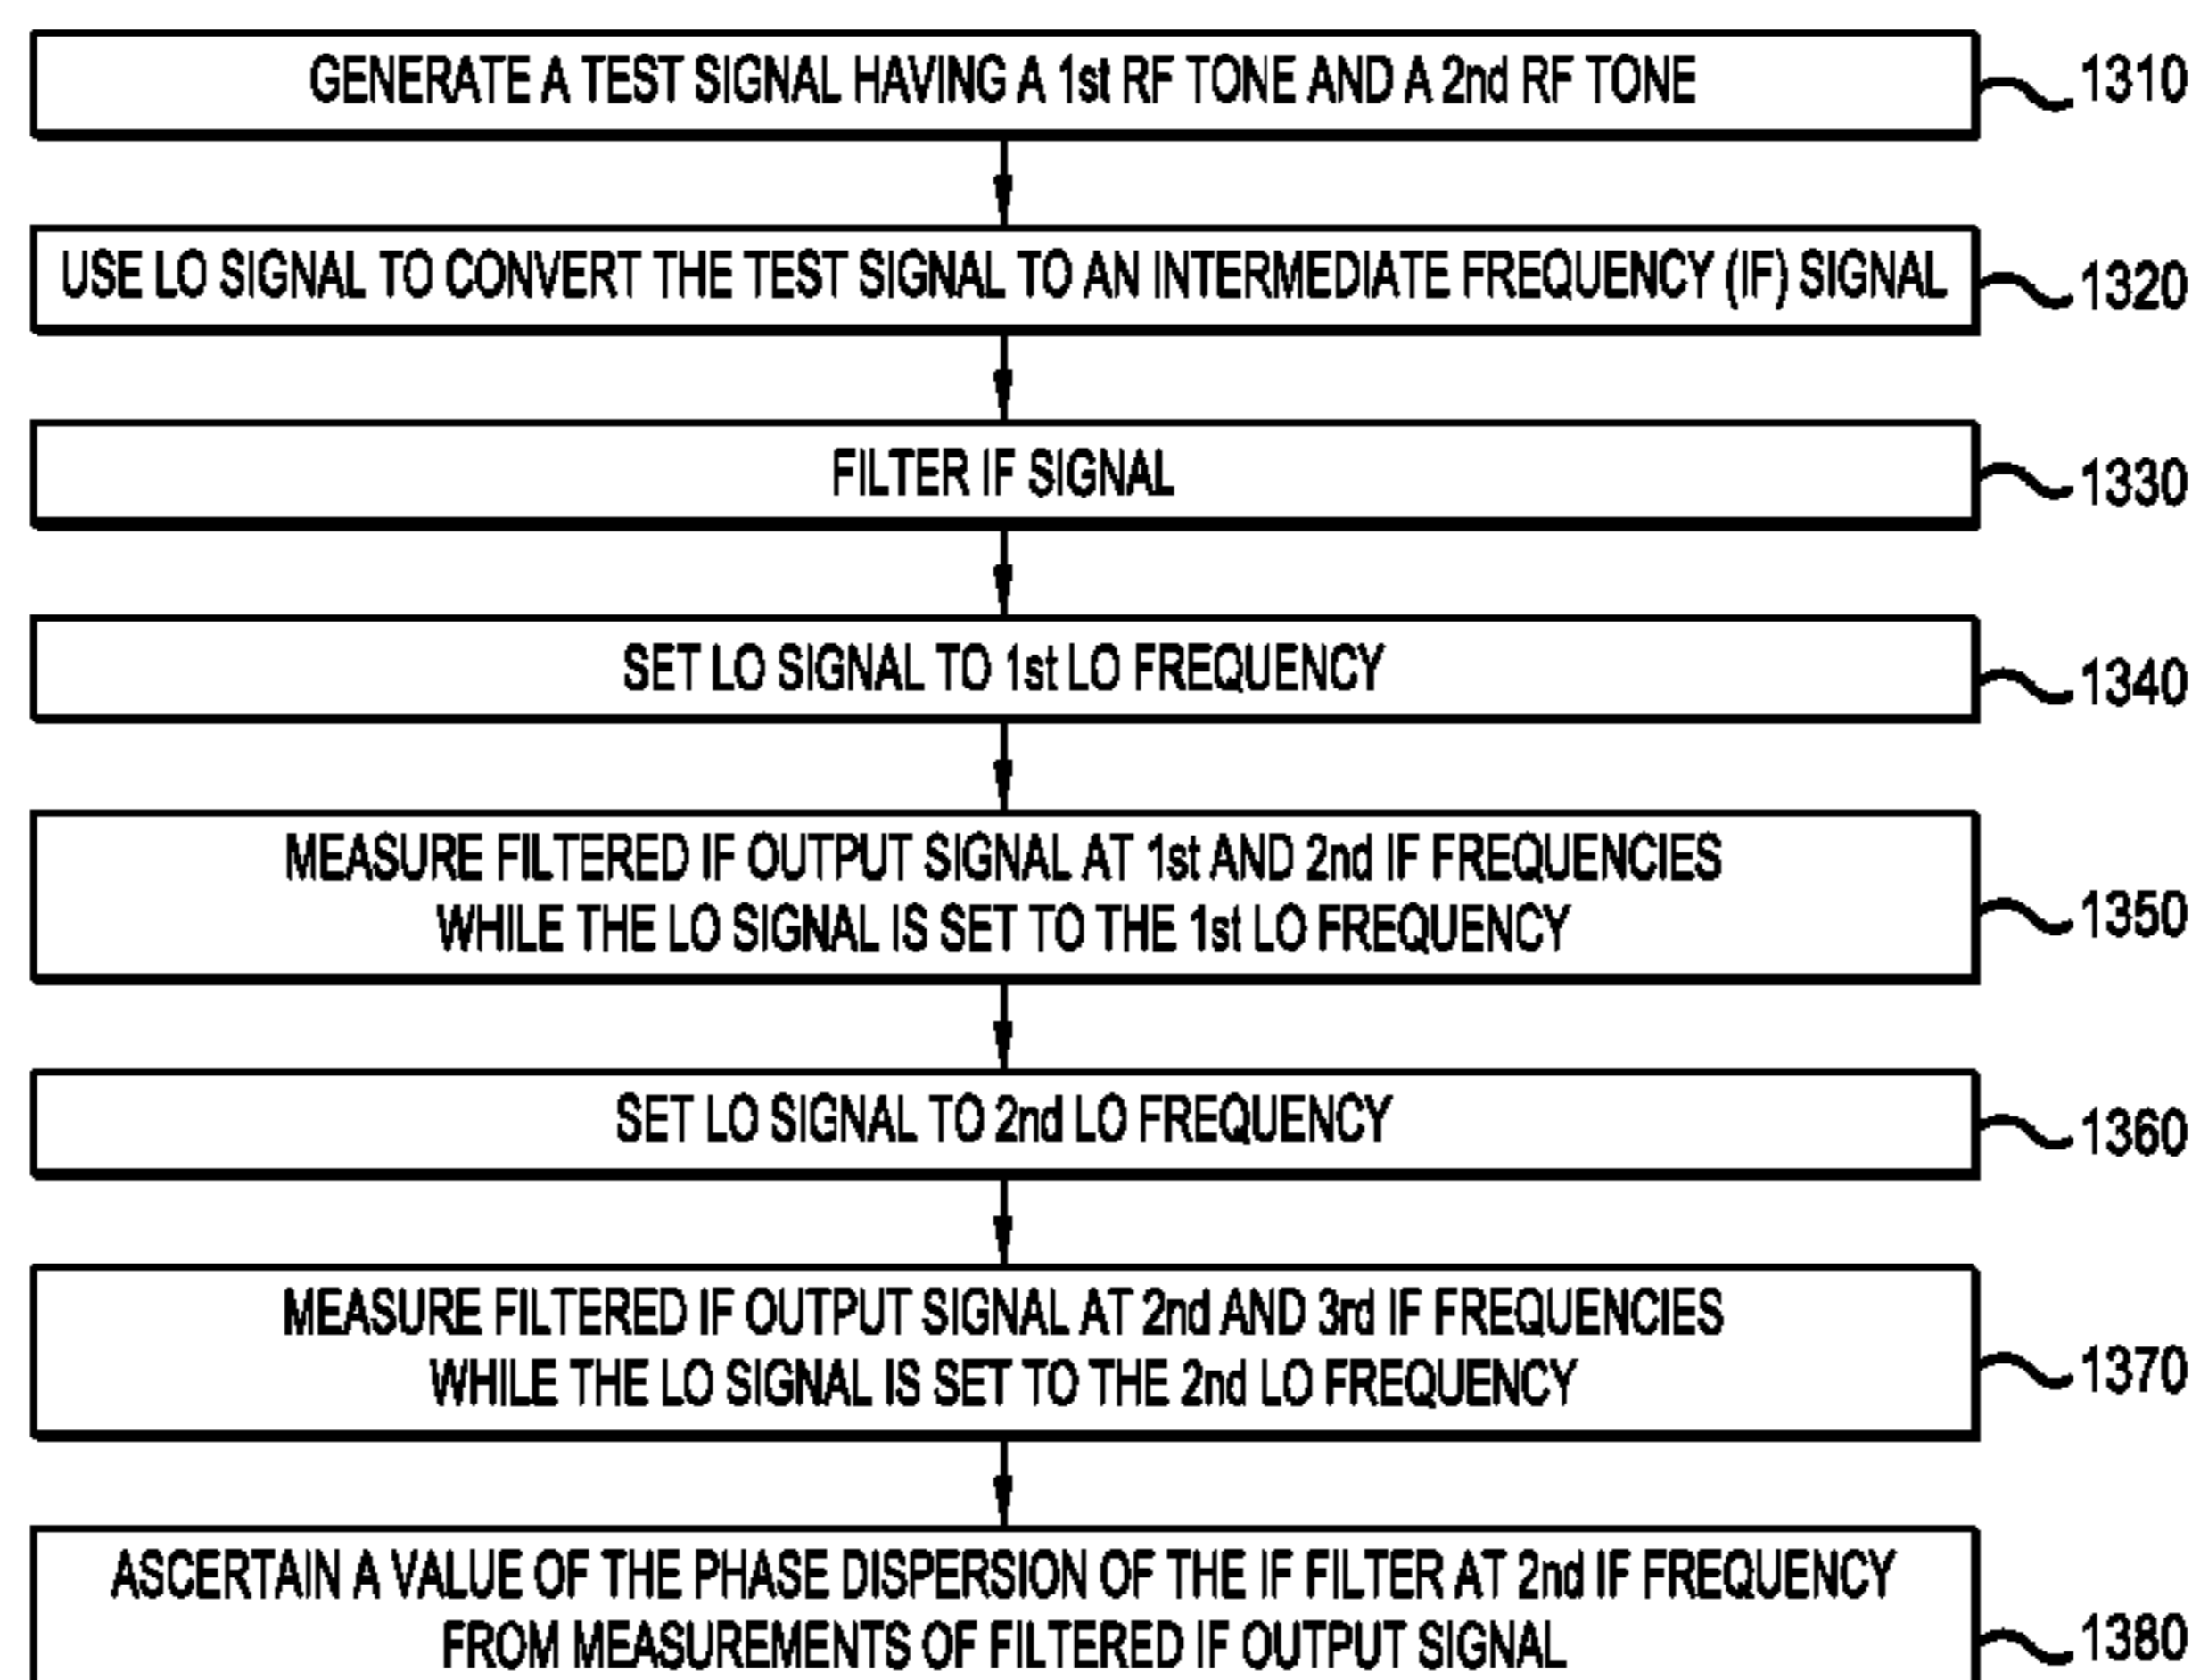 GENERATE A TEST SIGNAL HAVING A 1st RF TONE AND A 2nd RF TONE
1310
USE LO SIGNAL TO CONVERT THE TEST SIGNAL TO AN INTERMEDIATE FREQUENCY (IF) SIGNAL
1320
FILTER IF SIGNAL
1330
SET LO SIGNAL TO 1st LO FREQUENCY
1340
MEASURE FILTERED IF OUTPUT SIGNAL AT 1st AND 2nd IF FREQUENCIES
WHILE THE LO SIGNAL IS SET TO THE 1st LO FREQUENCY
1350
SET LO SIGNAL TO 2nd LO FREQUENCY
1360
MEASURE FILTERED IF OUTPUT SIGNAL AT 2nd AND 3rd IF FREQUENCIES
WHILE THE LO SIGNAL IS SET TO THE 2nd LO FREQUENCY
1370
ASCERTAIN A VALUE OF THE PHASE DISPERSION OF THE IF FILTER AT 2nd IF FREQUENCY
FROM MEASUREMENTS OF FILTERED IF OUTPUT SIGNAL
1380